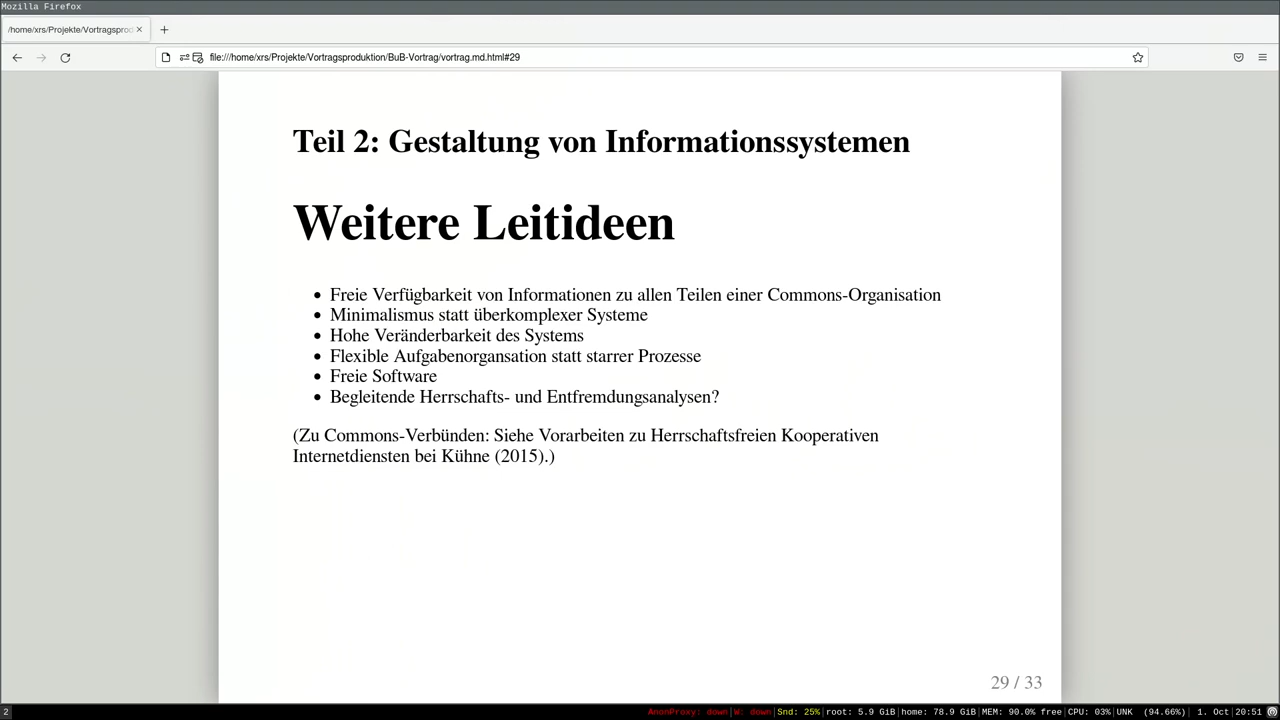 Mozilla Firefox
/home/xrs/Projekte/Vortragsprod
file:///home/xrs/Projekte/Vortragsproduktion/BuB-Vortrag/vortrag.md.html#29
Teil 2: Gestaltung von Informationssystemen
Weitere Leitideen
• Freie Verfügbarkeit von Informationen zu allen Teilen einer Commons-Organisation
• Minimalismus statt überkomplexer Systeme
• Hohe Veränderbarkeit des Systems
• Flexible Aufgabenorgansation statt starrer Prozesse
• Freie Software
• Begleitende Herrschafts- und Entfremdungsanalysen?
(Zu Commons-Verbünden: Siehe Vorarbeiten zu Herrschaftsfreien Kooperativen
Internetdiensten bei Kühne (2015).)
29 / 33
2 AnonProxy: down|W: down|Snd: 25%|root: 5.9 GiB|home: 78.9 GiB|MEM: 90.0% free|CPU: 03%|UNK (94.66%)| 1. Oct|20:51